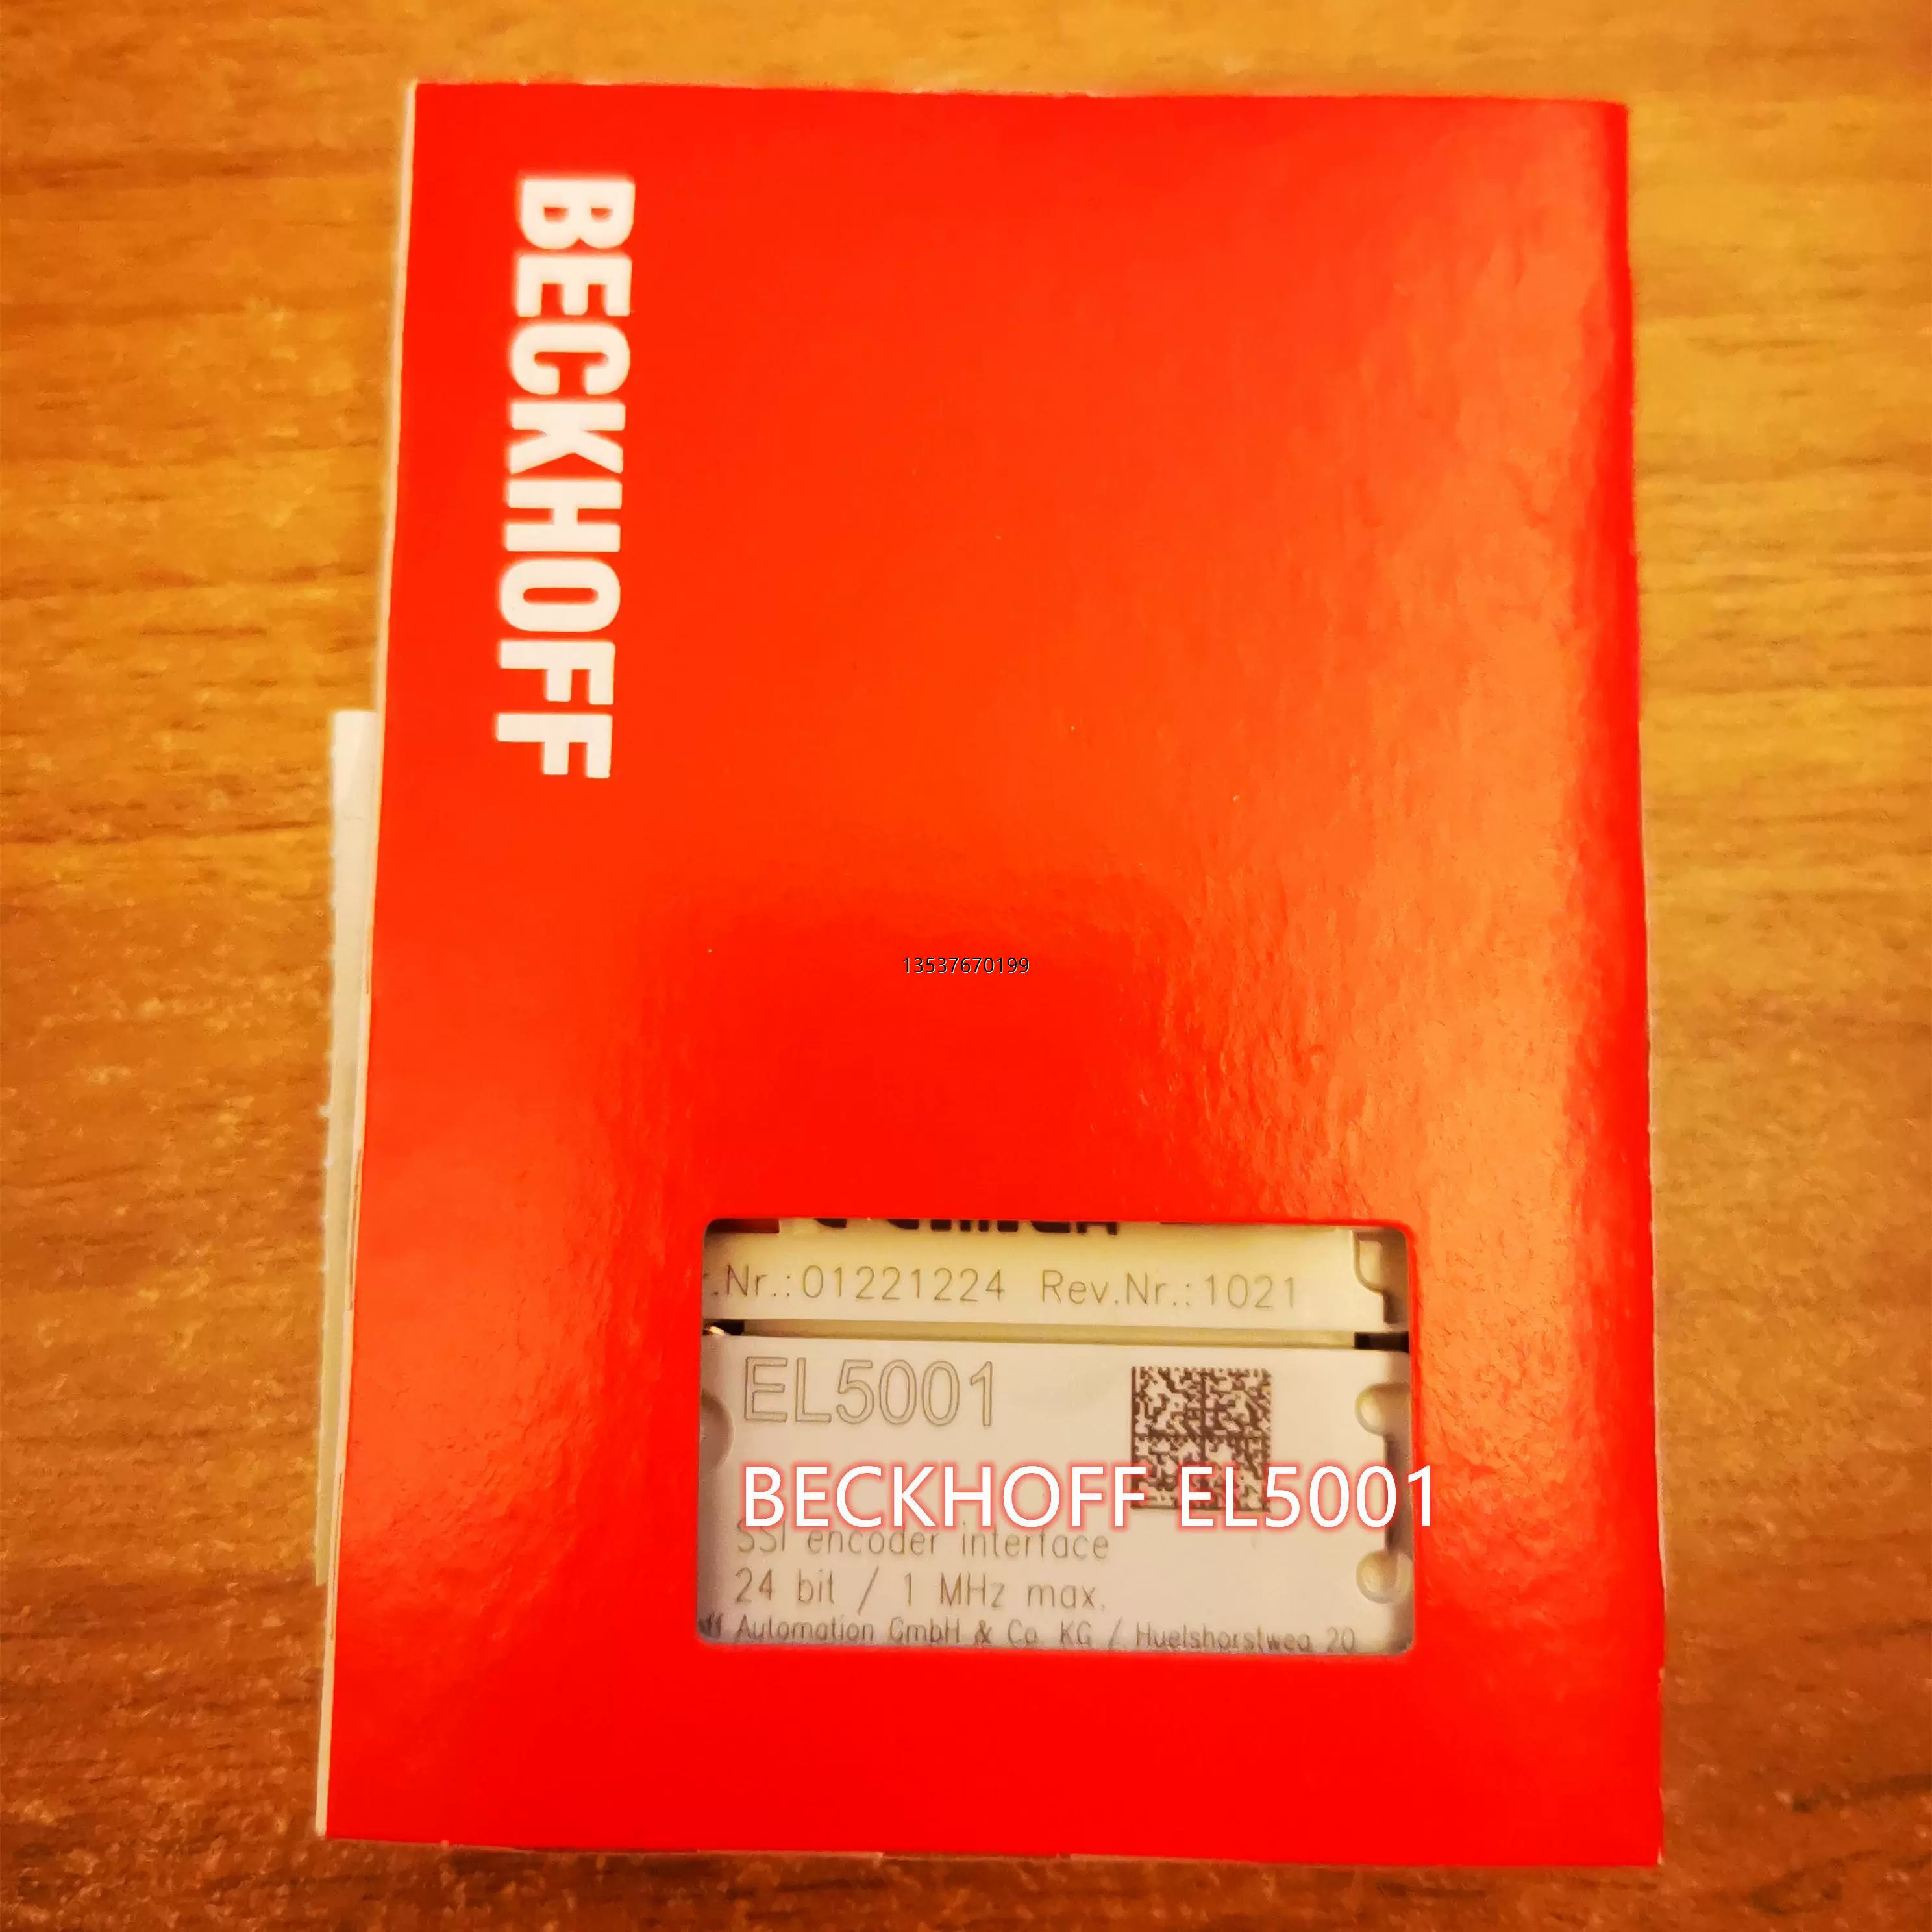 BECKHOFF
13537670199
.Nr.:01221224 Rev.Nr.:1021
EL5001
BECKHOFF EL5001
SSI encoder interface
24 bit / 1 MHz max.
ff Automation GmbH & Co. KG / Huelshorstweg 20